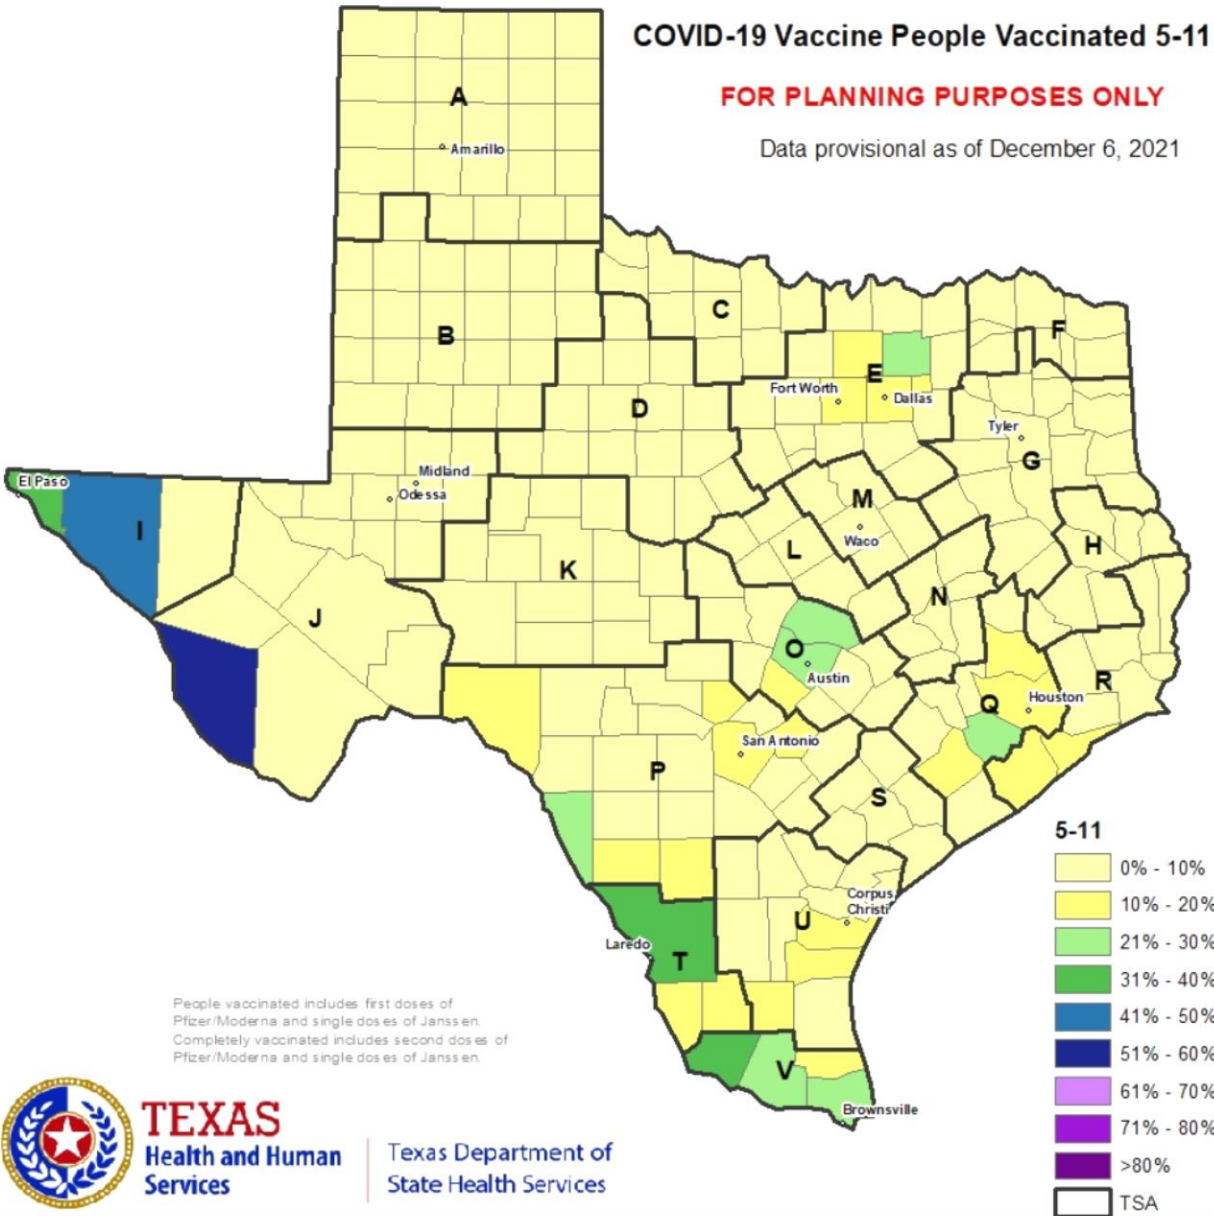 COVID-19 Vaccine People Vaccinated 5-11
FOR PLANNING PURPOSES ONLY
Data provisional as of December 6, 2021
A
Amarillo
B
C
F
E
Fort Worth
Dallas
D
Tyler
G
El Paso
Midland
Odessa
I
M
Waco
L
H
K
N
J
O
Austin
R
Q
Houston
San Antonio
P
S
Corpus
Christi
U
Laredo
T
V
Brownsville
5-11
0% - 10%
10% - 20%
21% - 30%
31% - 40%
41% - 50%
51% - 60%
61% - 70%
71% - 80%
>80%
TSA
People vaccinated includes first doses of
Pfizer/Moderna and single doses of Janssen.
Completely vaccinated includes second doses of
Pfizer/Moderna and single doses of Janssen.
TEXAS
Health and Human
Services
Texas Department of
State Health Services